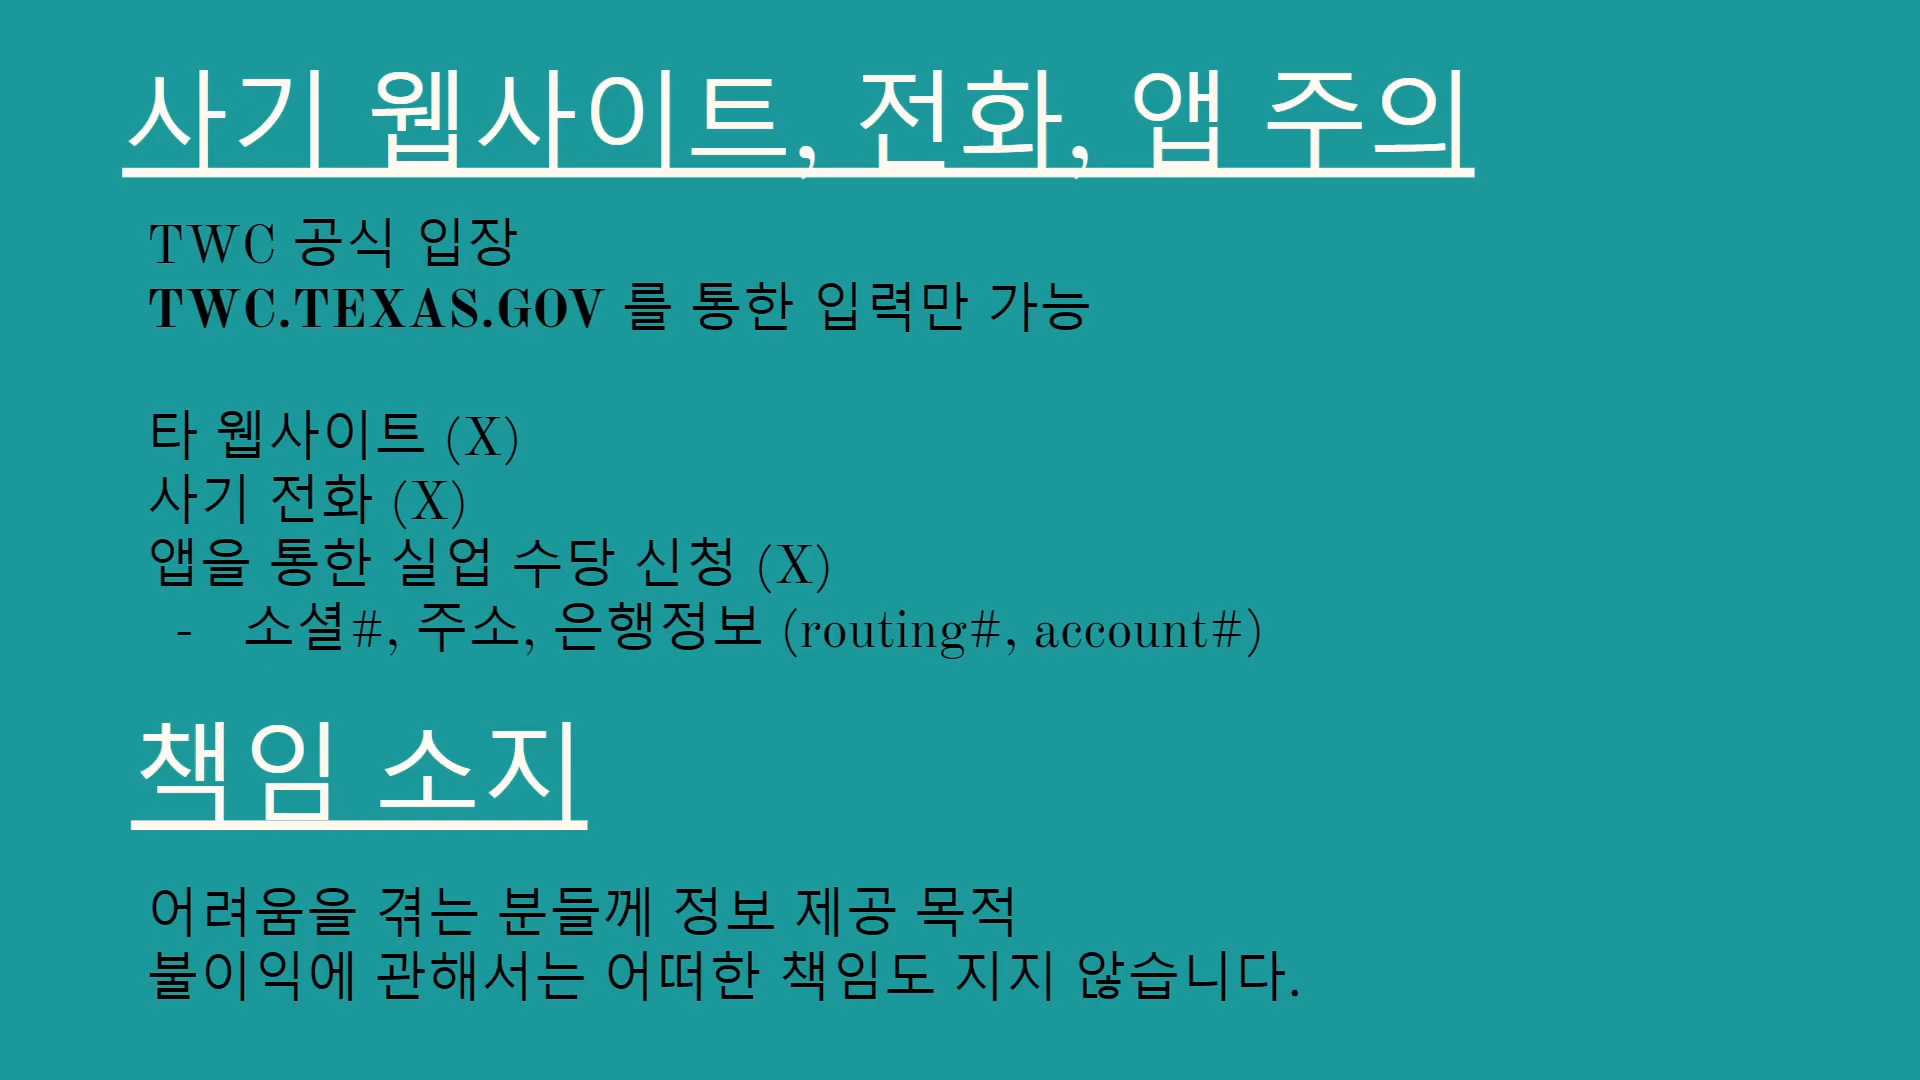 사기 웹사이트, 전화, 앱 주의
TWC 공식 입장
TWC.TEXAS.GOV 를 통한 입력만 가능
타 웹사이트 (X)
사기 전화 (X)
앱을 통한 실업 수당 신청 (X)
- 소셜#, 주소, 은행정보 (routing#, account#)
책임 소지
어려움을 겪는 분들께 정보 제공 목적
불이익에 관해서는 어떠한 책임도 지지 않습니다.